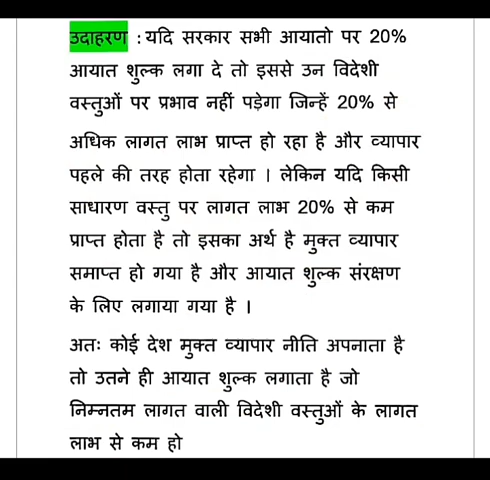 उदाहरण : यदि सरकार सभी आयातो पर 20%
आयात शुल्क लगा दे तो इससे उन विदेशी
वस्तुओं पर प्रभाव नहीं पड़ेगा जिन्हें 20% से
अधिक लागत लाभ प्राप्त हो रहा है और व्यापार
पहले की तरह होता रहेगा । लेकिन यदि किसी
साधारण वस्तु पर लागत लाभ 20% से कम
प्राप्त होता है तो इसका अर्थ है मुक्त व्यापार
समाप्त हो गया है और आयात शुल्क संरक्षण
के लिए लगाया गया है ।
अतः कोई देश मुक्त व्यापार नीति अपनाता है
तो उतने ही आयात शुल्क लगाता है जो
निम्नतम लागत वाली विदेशी वस्तुओं के लागत
लाभ से कम हो